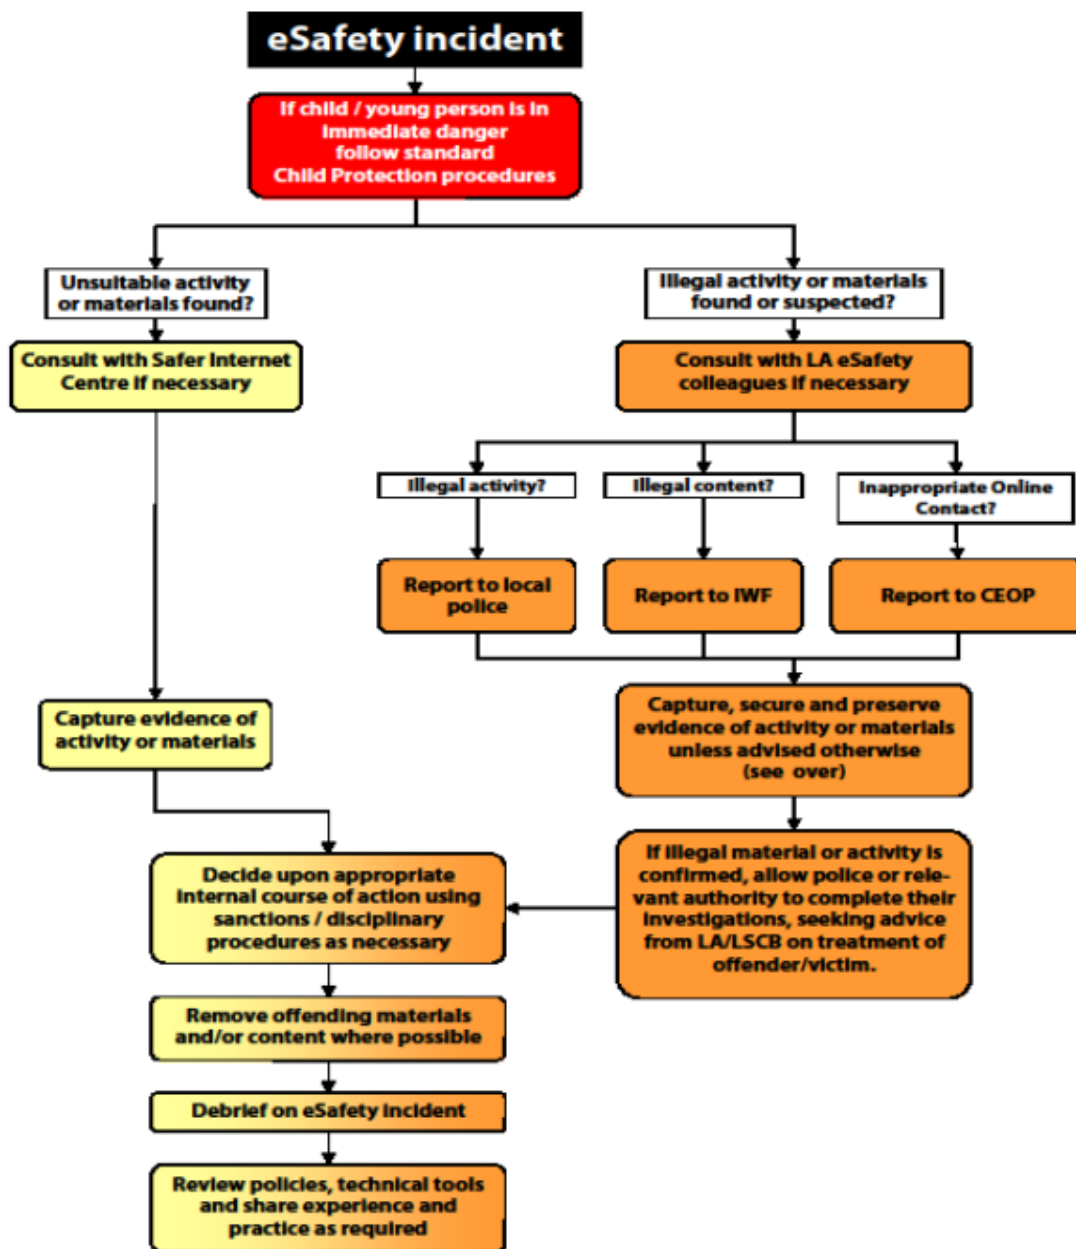 eSafety incident
If child / young person is in
immediate danger
follow standard
Child Protection procedures
Unsuitable activity
or materials found?
Illegal activity or materials
found or suspected?
Consult with Safer Internet
Centre if necessary
Consult with LA eSafety
colleagues if necessary
Illegal activity?
Illegal content?
Inappropriate Online
Contact?
Report to local
police
Report to IWF
Report to CEOP
Capture evidence of
activity or materials
Capture, secure and preserve
evidence of activity or materials
unless advised otherwise
(see over)
Decide upon appropriate
internal course of action using
sanctions / disciplinary
procedures as necessary
If illegal material or activity is
confirmed, allow police or rele-
vant authority to complete their
investigations, seeking advice
from LA/LSCB on treatment of
offender/victim.
Remove offending materials
and/or content where possible
Debrief on eSafety incident
Review policies, technical tools
and share experience and
practice as required